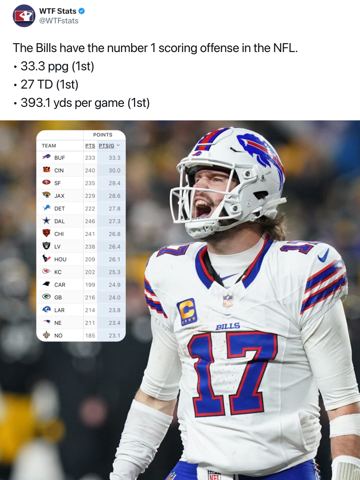 WTF Stats
@WTFstats
The Bills have the number 1 scoring offense in the NFL.
• 33.3 ppg (1st)
• 27 TD (1st)
• 393.1 yds per game (1st)
POINTS
TEAM PTS PTS/G
BUF 233 33.3
CIN 240 30.0
SF 235 29.4
JAX 229 28.6
DET 222 27.8
DAL 246 27.3
CHI 241 26.8
LV 238 26.4
HOU 209 26.1
KC 202 25.3
CAR 199 24.9
GB 216 24.0
LAR 214 23.8
NE 211 23.4
NO 185 23.1
17
17
C
NFL
BILLS
17
NFL